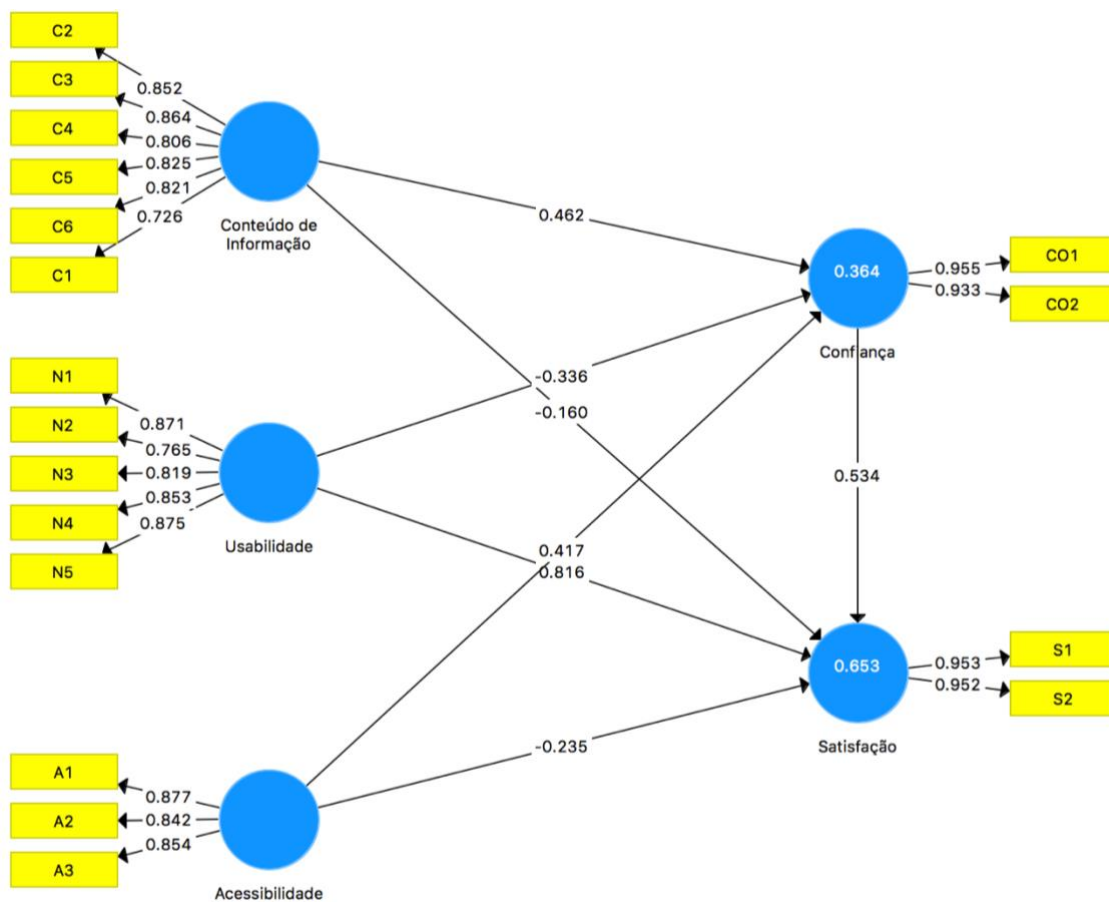 C2
C3
C4
C5
C6
C1
0.852
0.864
0.806
0.825
0.821
0.726
Conteúdo de
Informação
0.462
0.364
Confiança
0.955
0.933
CO1
CO2
N1
N2
N3
N4
N5
0.871
0.765
0.819
0.853
0.875
Usabilidade
-0.336
-0.160
0.534
0.417
0.816
0.653
Satisfação
0.953
0.952
S1
S2
-0.235
A1
A2
A3
0.877
0.842
0.854
Acessibilidade